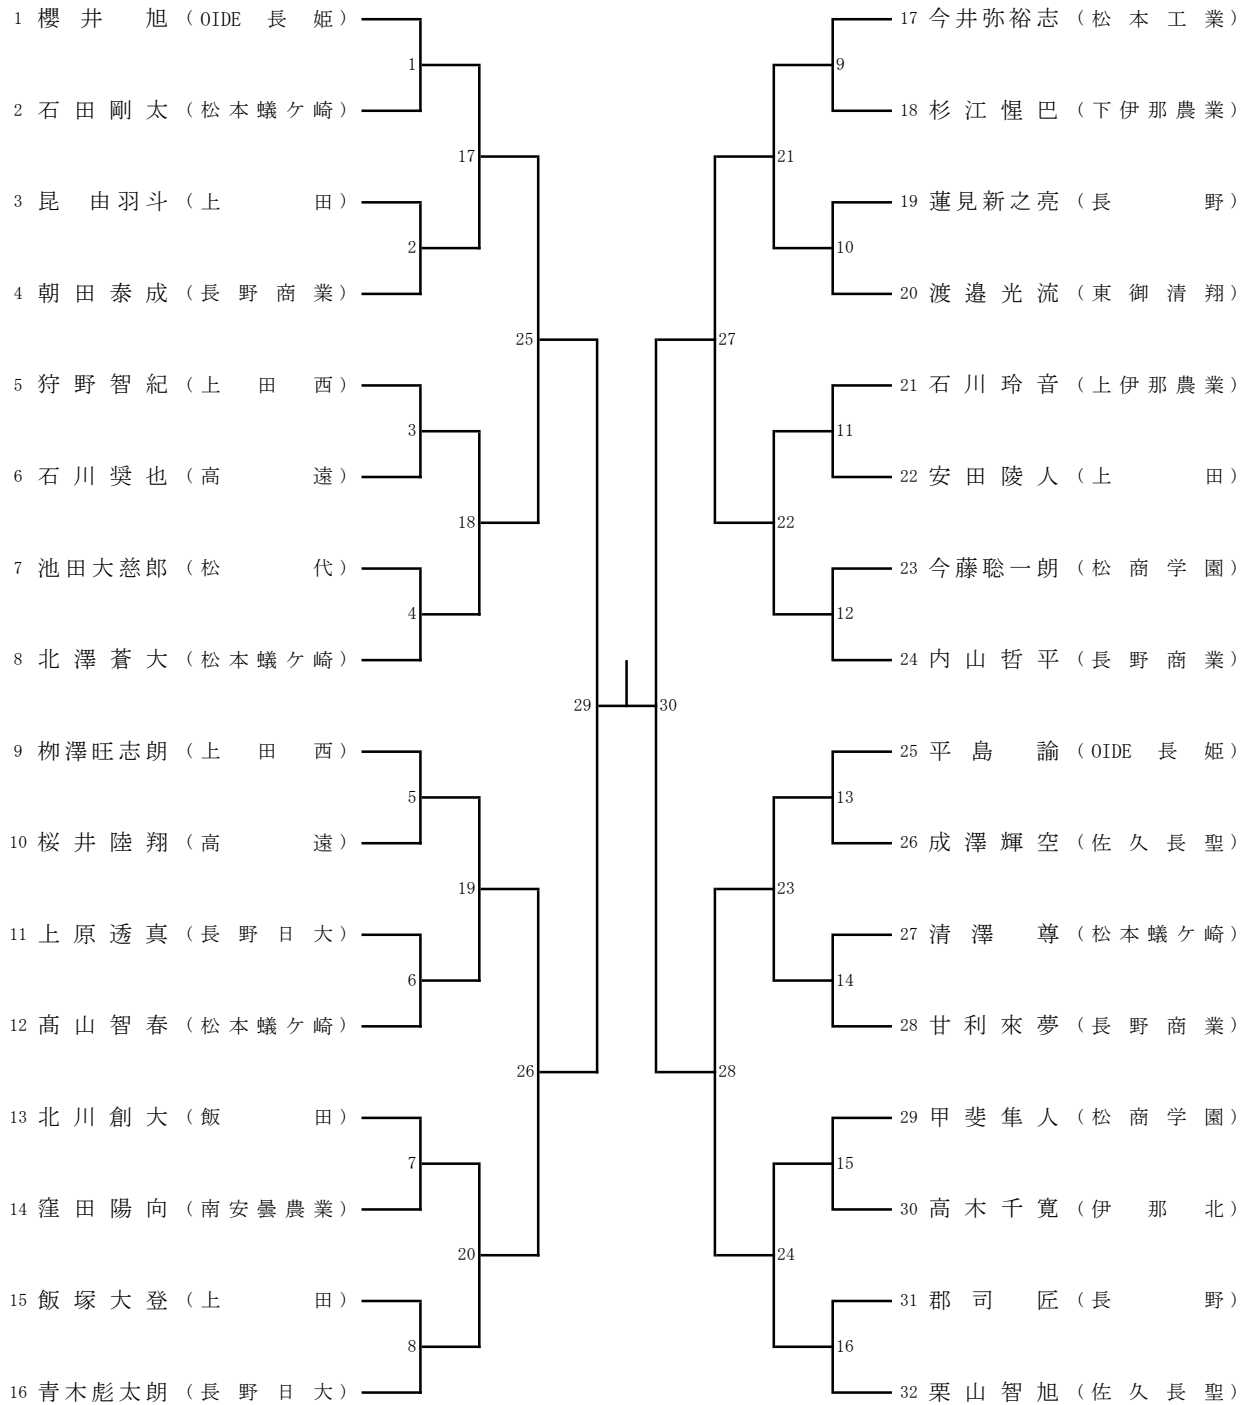 1 櫻井 旭 (OIDE 長姫)
2 石田剛太 (松本蟻ケ崎)
3 昆 由羽斗 (上田)
4 朝田泰成 (長野商業)
5 狩野智紀 (上田西)
6 石川奨也 (高遠)
7 池田大慈郎 (松代)
8 北澤蒼大 (松本蟻ケ崎)
9 栁澤旺志朗 (上田西)
10 桜井陸翔 (高遠)
11 上原透真 (長野日大)
12 髙山智春 (松本蟻ケ崎)
13 北川創大 (飯田)
14 窪田陽向 (南安曇農業)
15 飯塚大登 (上田)
16 青木彪太朗 (長野日大)
1
2
3
4
5
6
7
8
17
18
19
20
25
26
29
30
27
28
21
22
23
24
9
10
11
12
13
14
15
16
17 今井弥裕志 (松本工業)
18 杉江惺巴 (下伊那農業)
19 蓮見新之亮 (長野)
20 渡邉光流 (東御清翔)
21 石川玲音 (上伊那農業)
22 安田陵人 (上田)
23 今藤聡一朗 (松商学園)
24 内山哲平 (長野商業)
25 平島 諭 (OIDE 長姫)
26 成澤輝空 (佐久長聖)
27 清澤 尊 (松本蟻ケ崎)
28 甘利來夢 (長野商業)
29 甲斐隼人 (松商学園)
30 高木千寛 (伊那北)
31 郡司 匠 (長野)
32 栗山智旭 (佐久長聖)